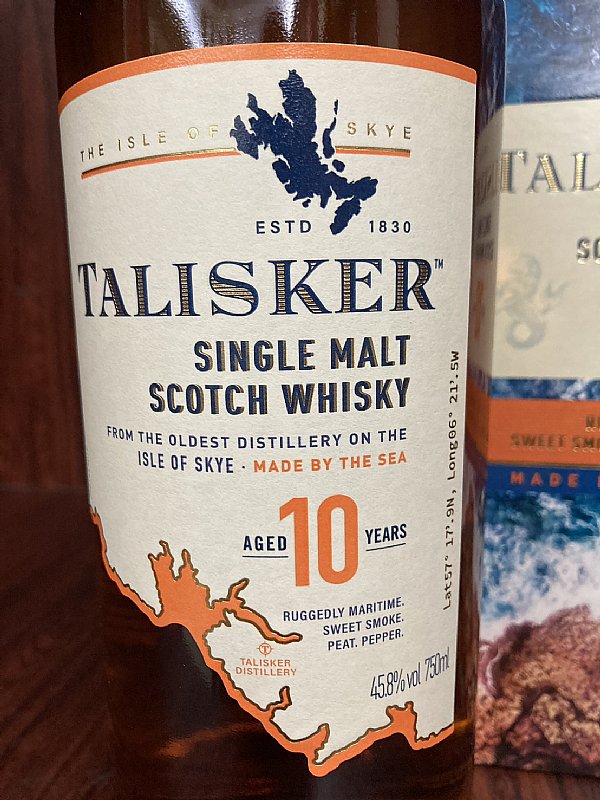 THE ISLE OF SKYE
ESTD 1830
TALISKER™
SINGLE MALT
SCOTCH WHISKY
FROM THE OLDEST DISTILLERY ON THE
ISLE OF SKYE · MADE BY THE SEA
AGED 10 YEARS
RUGGEDLY MARITIME.
SWEET SMOKE.
PEAT. PEPPER.
TALISKER
DISTILLERY
45.8% vol 750ml
Lat57° 17'.9N, Long06° 21'.5W
TAL
SC
SWEET SM
MADE